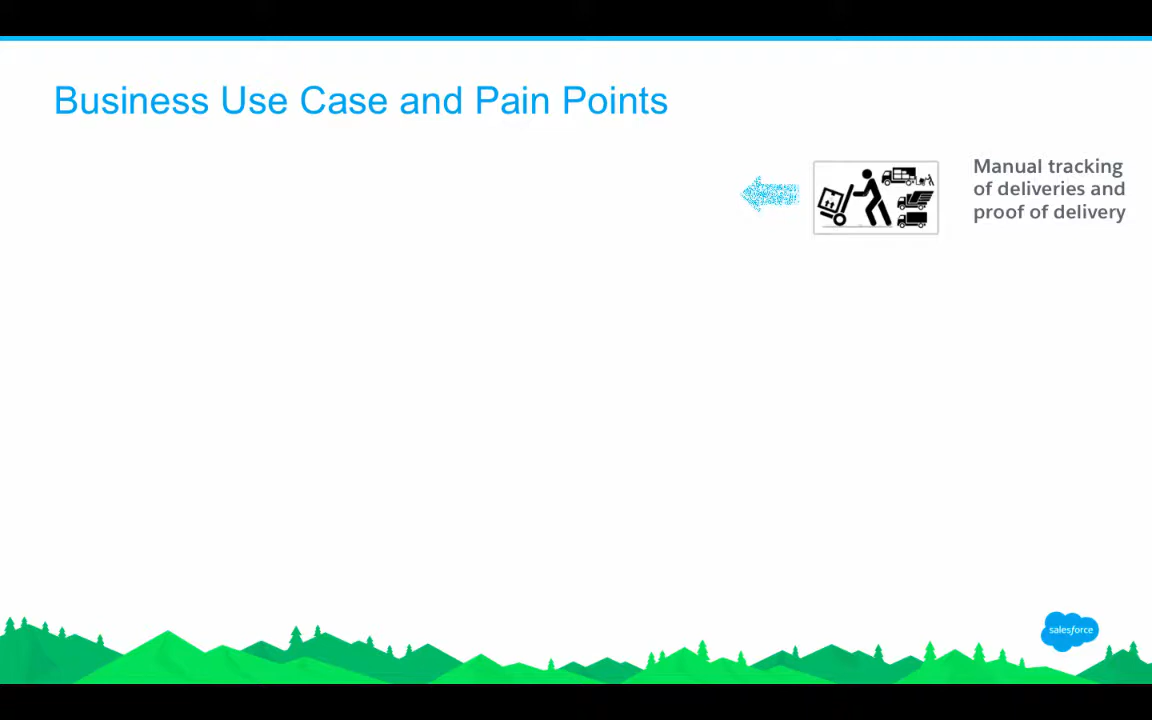 Business Use Case and Pain Points
Manual tracking
of deliveries and
proof of delivery
salesforce